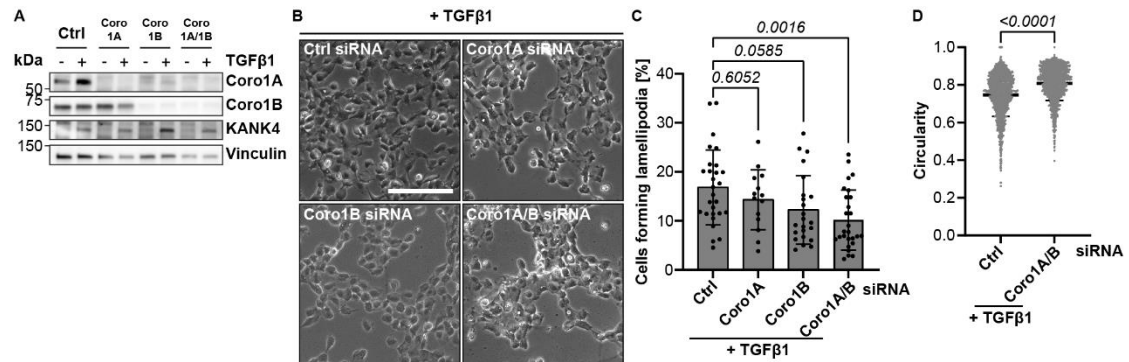 A
Ctrl
Coro 1A
Coro 1B
Coro 1A/1B
kDa
- + - + - + - + TGFβ1
50 Coro1A
75 Coro1B
150 KANK4
150 Vinculin
B
+ TGFβ1
Ctrl siRNA
Coro1A siRNA
Coro1B siRNA
Coro1A/B siRNA
C
0.0016
0.0585
0.6052
Cells forming lamellipodia [%]
40
30
20
10
0
Ctrl
Coro1A
Coro1B
Coro1A/B
siRNA
+ TGFβ1
D
<0.0001
Circularity
1.0
0.8
0.6
0.4
0.2
0.0
Ctrl
Coro1A/B
siRNA
+ TGFβ1